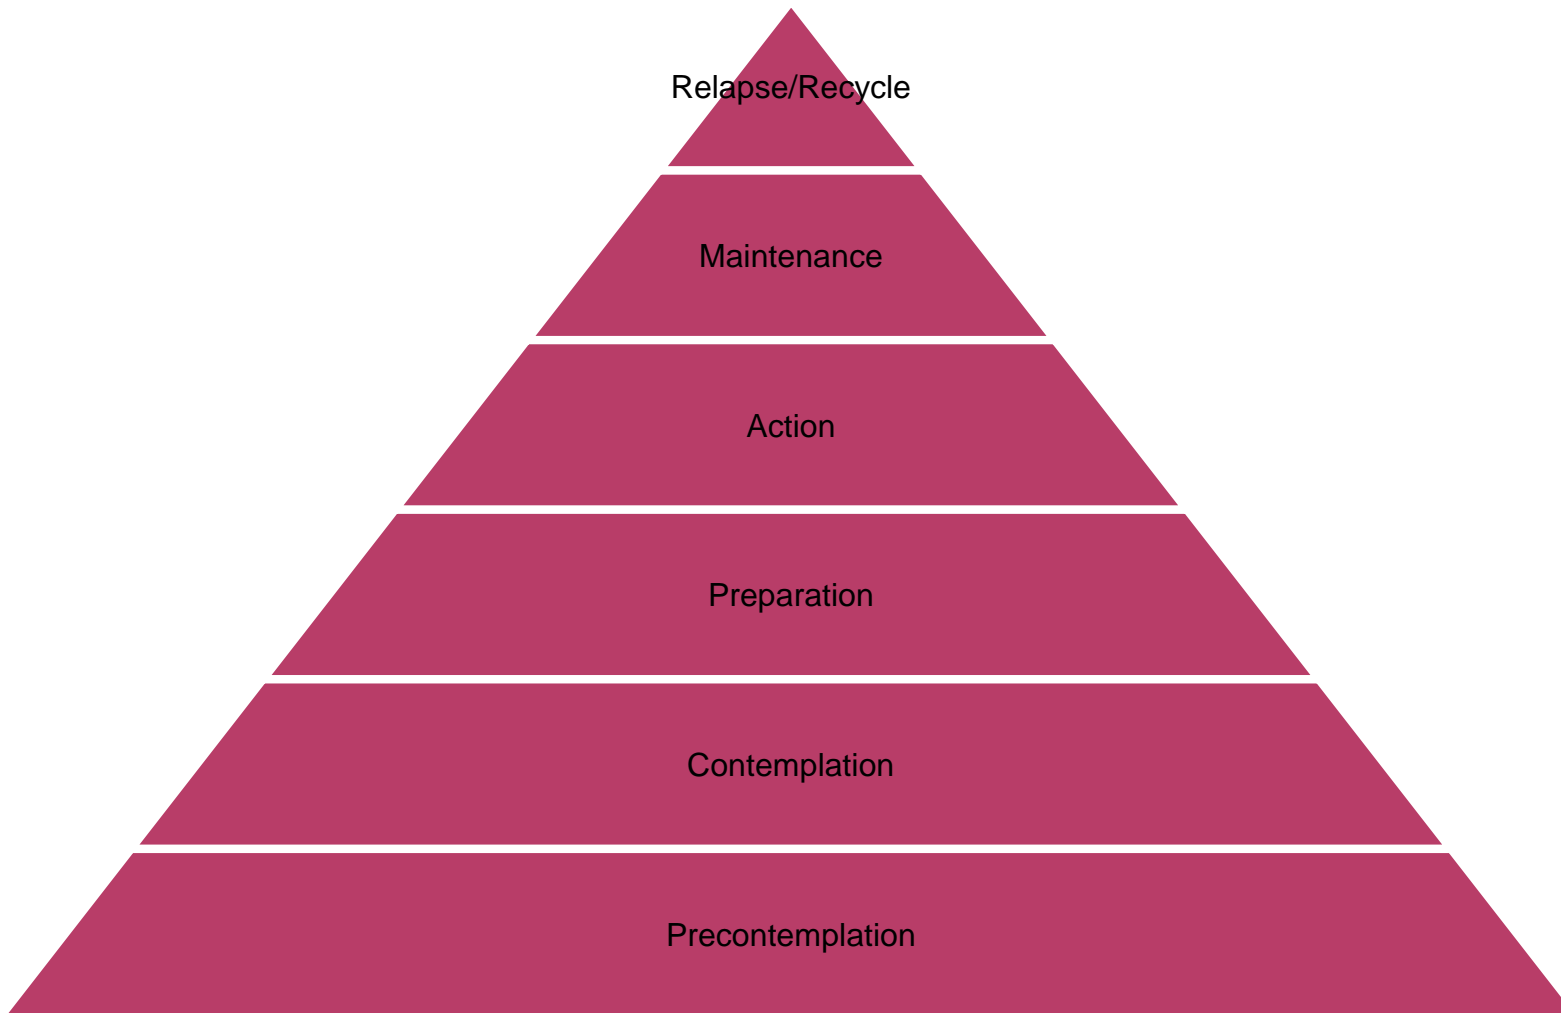 Relapse/Recycle
Maintenance
Action
Preparation
Contemplation
Precontemplation